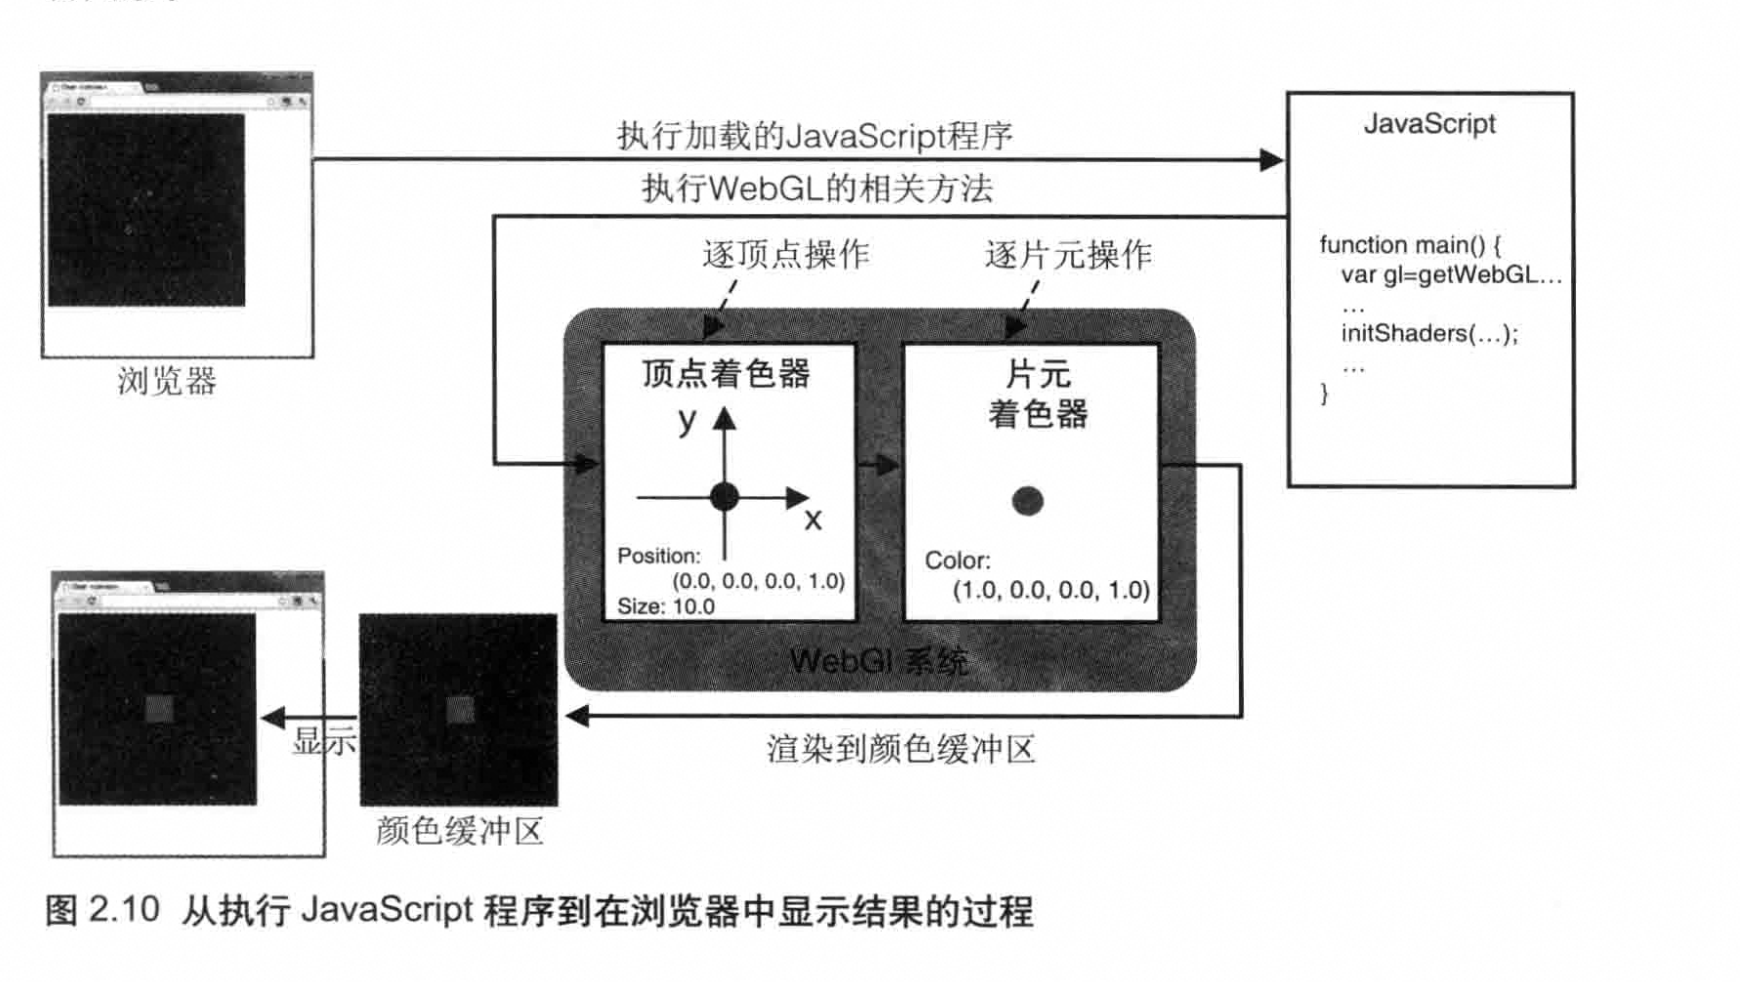 执行加载的JavaScript程序
执行WebGL的相关方法
JavaScript
function main() {
var gl=getWebGL...
...
initShaders(...);
...
}
浏览器
逐顶点操作
逐片元操作
顶点着色器
y
x
Position:
(0.0, 0.0, 0.0, 1.0)
Size: 10.0
片元
着色器
Color:
(1.0, 0.0, 0.0, 1.0)
WebGl 系统
显示
渲染到颜色缓冲区
颜色缓冲区
图 2.10 从执行 JavaScript 程序到在浏览器中显示结果的过程